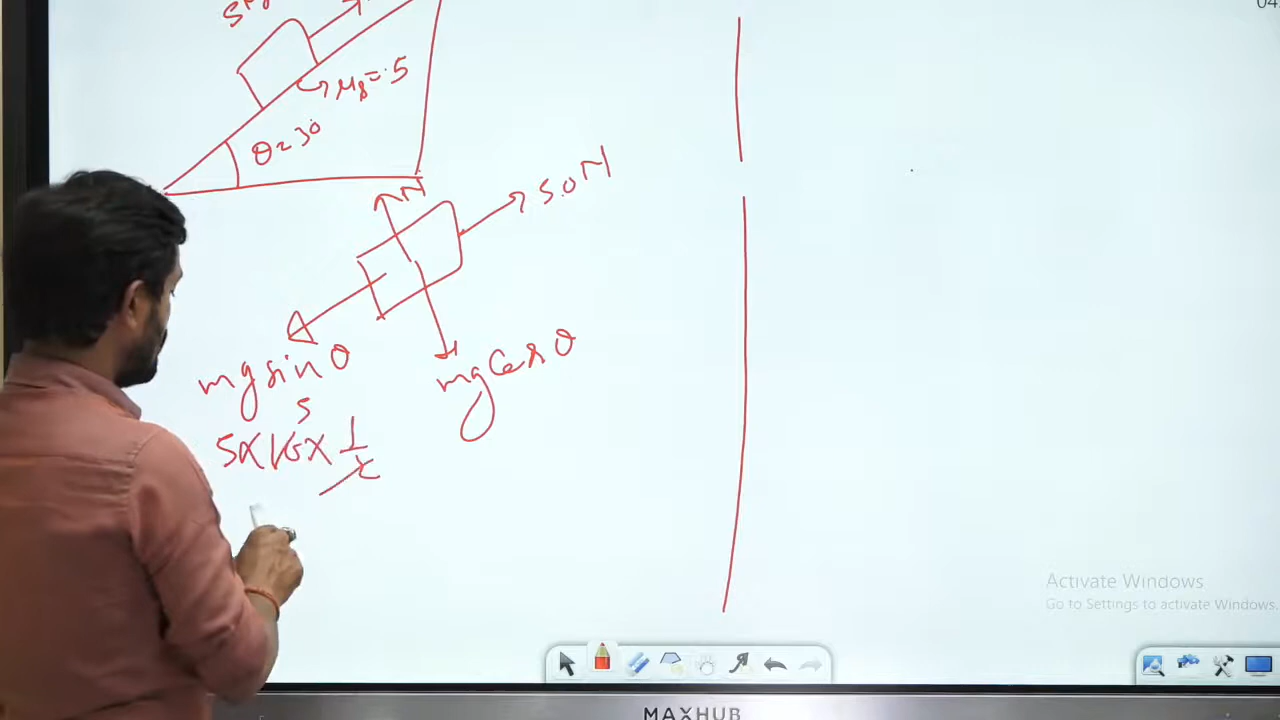 04
μs=.5
θ=30
N
50N
mg sin θ
mg Cos θ
5
5×10×1/2
Activate Windows
Go to Settings to activate Windows.
MAXHUB